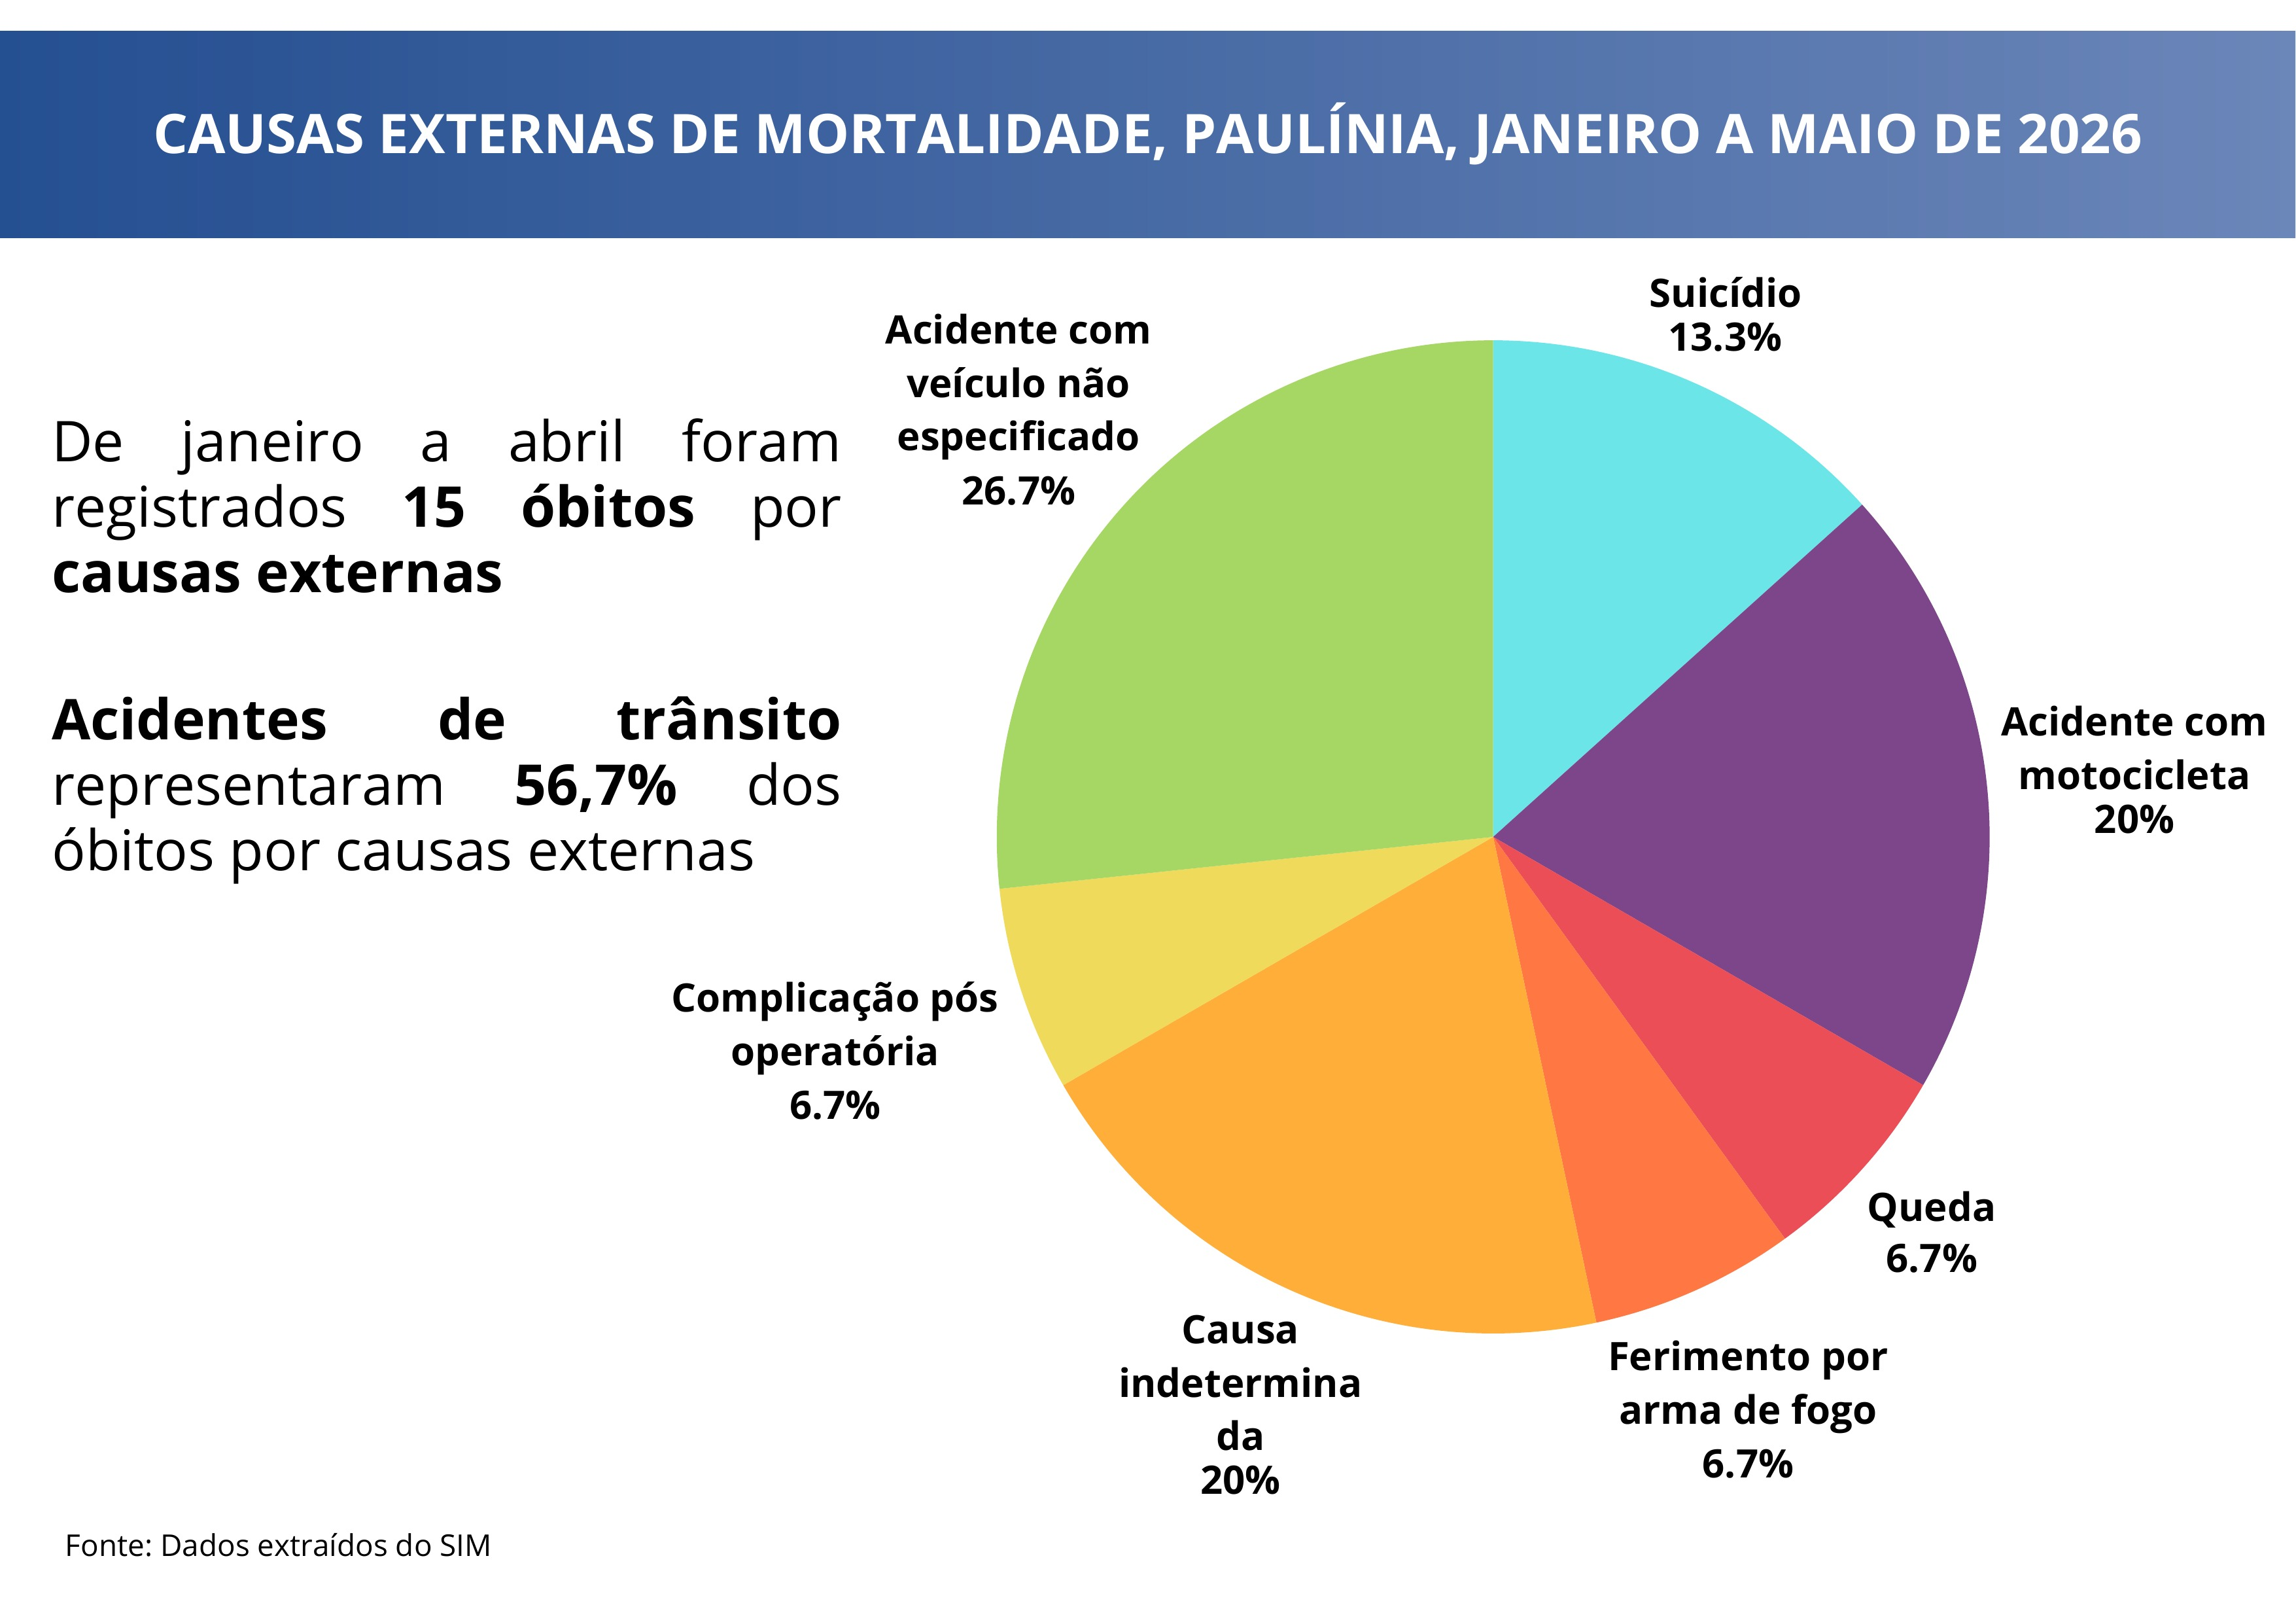 CAUSAS EXTERNAS DE MORTALIDADE, PAULÍNIA, JANEIRO A MAIO DE 2026
De janeiro a abril foram
registrados 15 óbitos por
causas externas
Acidentes de trânsito
representaram 56,7% dos
óbitos por causas externas
Suicídio
13.3%
Acidente com
motocicleta
20%
Queda
6.7%
Ferimento por
arma de fogo
6.7%
Causa
indetermina
da
20%
Complicação pós
operatória
6.7%
Acidente com
veículo não
especificado
26.7%
Fonte: Dados extraídos do SIM